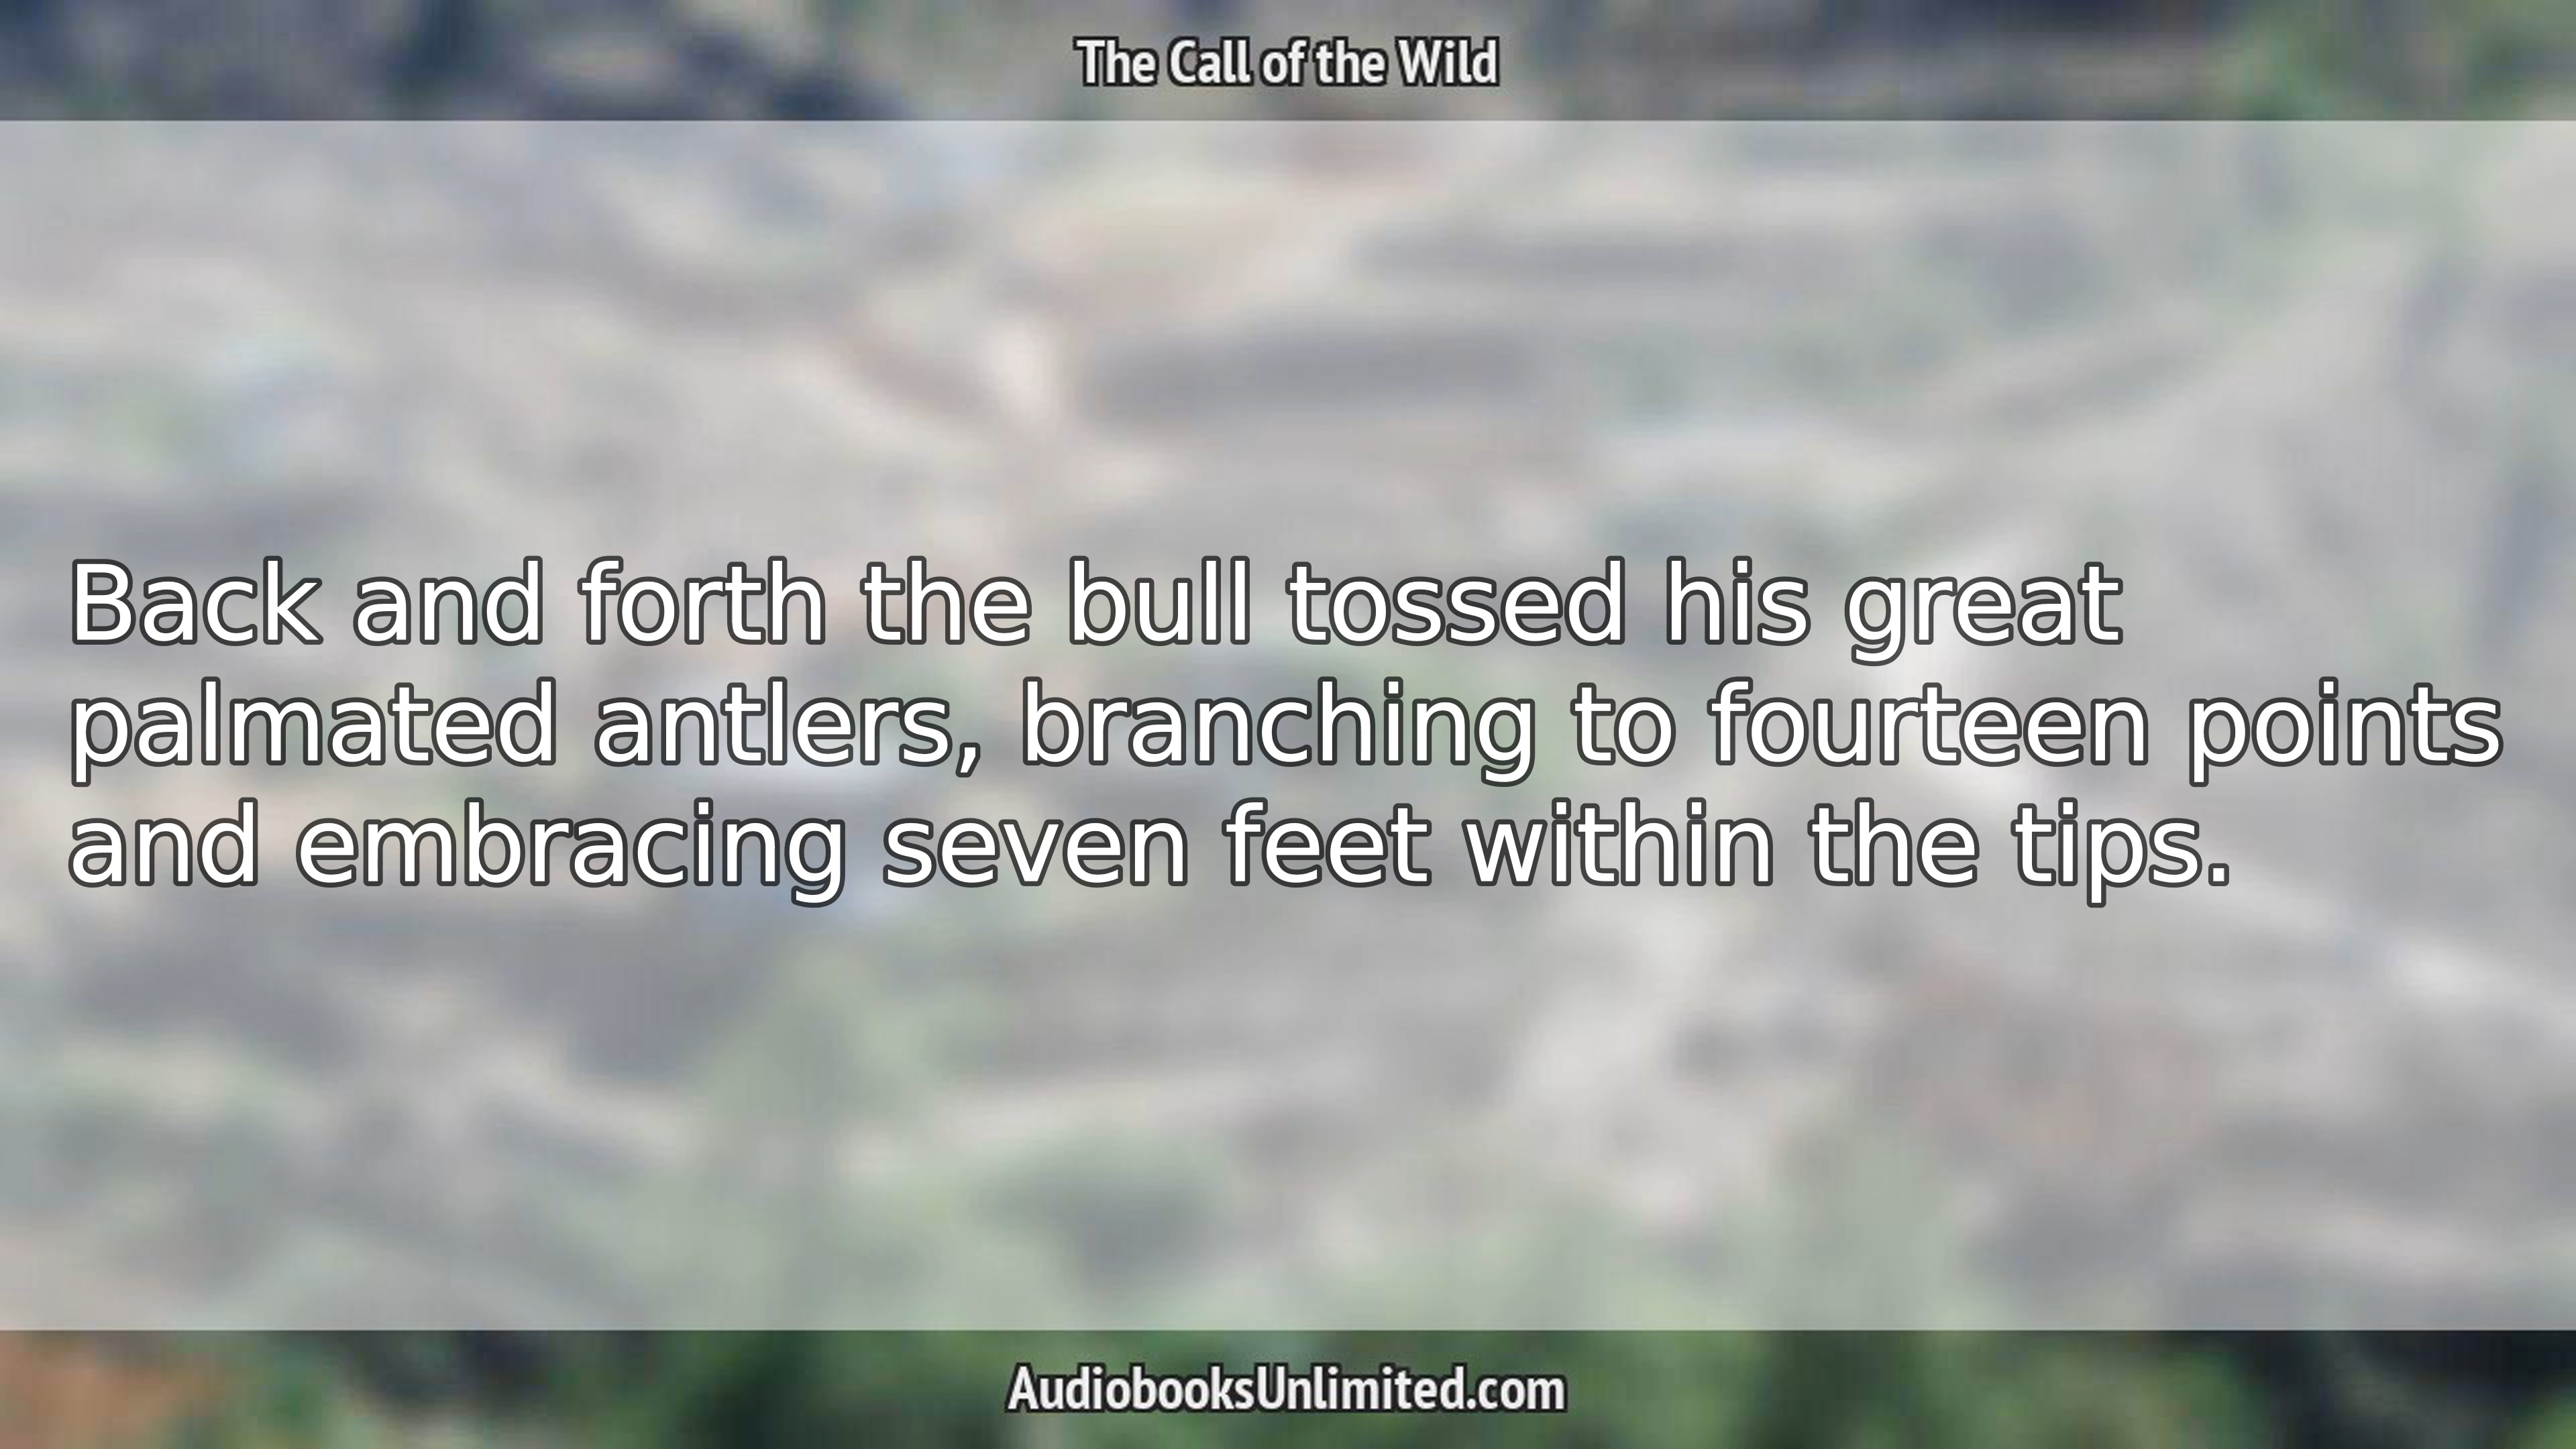 The Call of the Wild
Back and forth the bull tossed his great
palmated antlers, branching to fourteen points
and embracing seven feet within the tips.
AudiobooksUnlimited.com